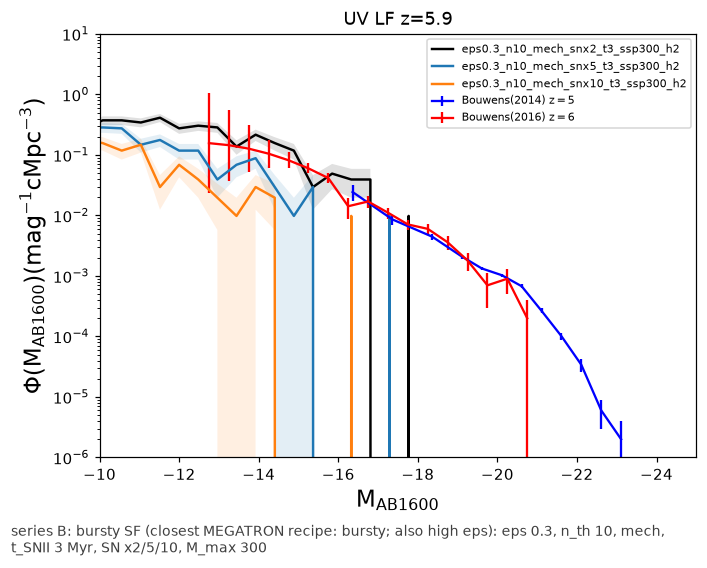 UV LF z=5.9
eps0.3_n10_mech_snx2_t3_ssp300_h2
eps0.3_n10_mech_snx5_t3_ssp300_h2
eps0.3_n10_mech_snx10_t3_ssp300_h2
Bouwens(2014) z = 5
Bouwens(2016) z = 6
10¹
10⁰
10⁻¹
10⁻²
10⁻³
10⁻⁴
10⁻⁵
10⁻⁶
Φ(M_AB1600)(mag⁻¹cMpc⁻³)
−10 −12 −14 −16 −18 −20 −22 −24
M_AB1600
series B: bursty SF (closest MEGATRON recipe: bursty; also high eps): eps 0.3, n_th 10, mech,
t_SNII 3 Myr, SN x2/5/10, M_max 300